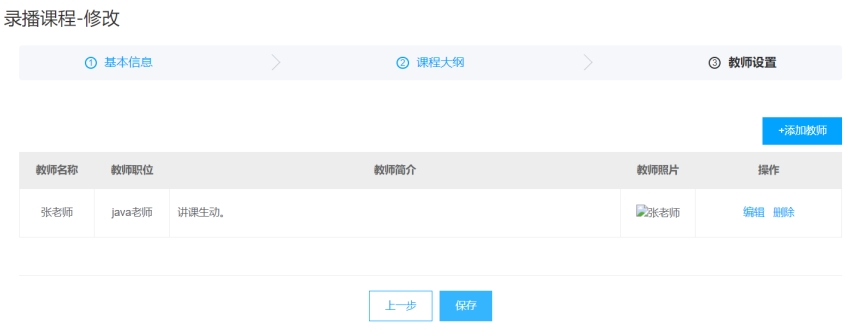 录播课程-修改
① 基本信息 ② 课程大纲 ③ 教师设置
+添加教师
教师名称 教师职位 教师简介 教师照片 操作
张老师 java老师 讲课生动。 张老师 编辑 删除
上一步 保存